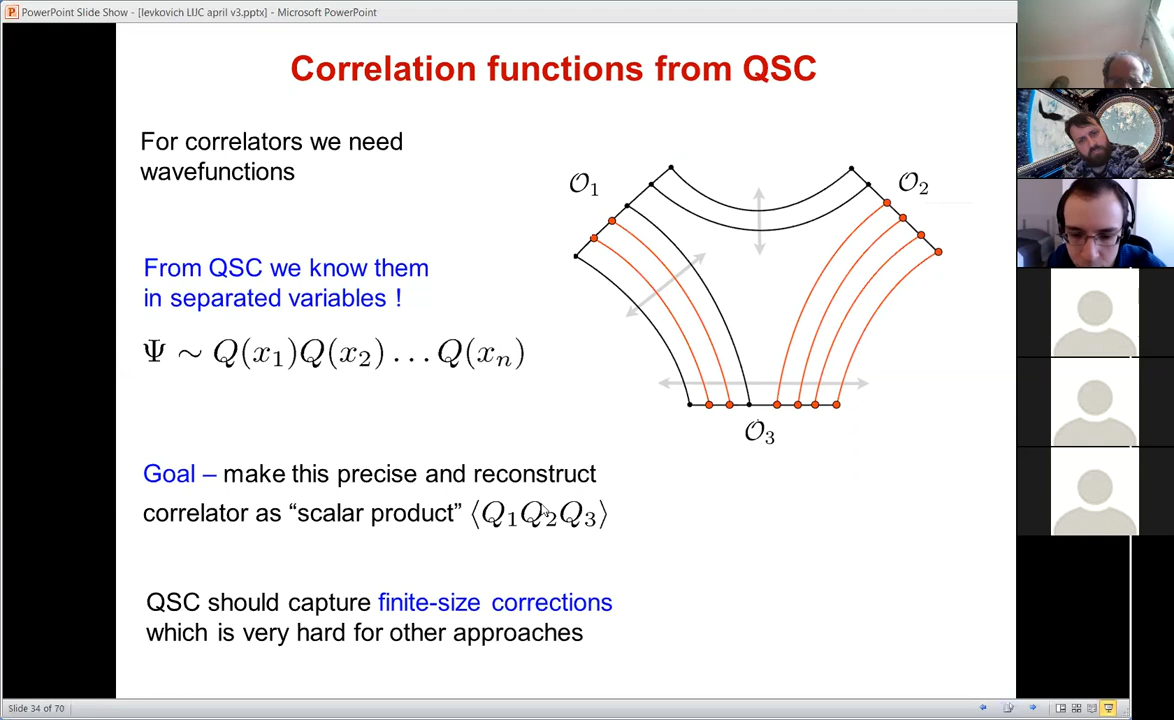 PowerPoint Slide Show - [levkovich LIJC april v3.pptx] - Microsoft PowerPoint
Correlation functions from QSC
For correlators we need
wavefunctions
From QSC we know them
in separated variables !
Ψ ∼ Q(x₁)Q(x₂) … Q(xₙ)
𝒪₁
𝒪₂
𝒪₃
Goal – make this precise and reconstruct
correlator as “scalar product” ⟨Q₁Q₂Q₃⟩
QSC should capture finite-size corrections
which is very hard for other approaches
Slide 34 of 70